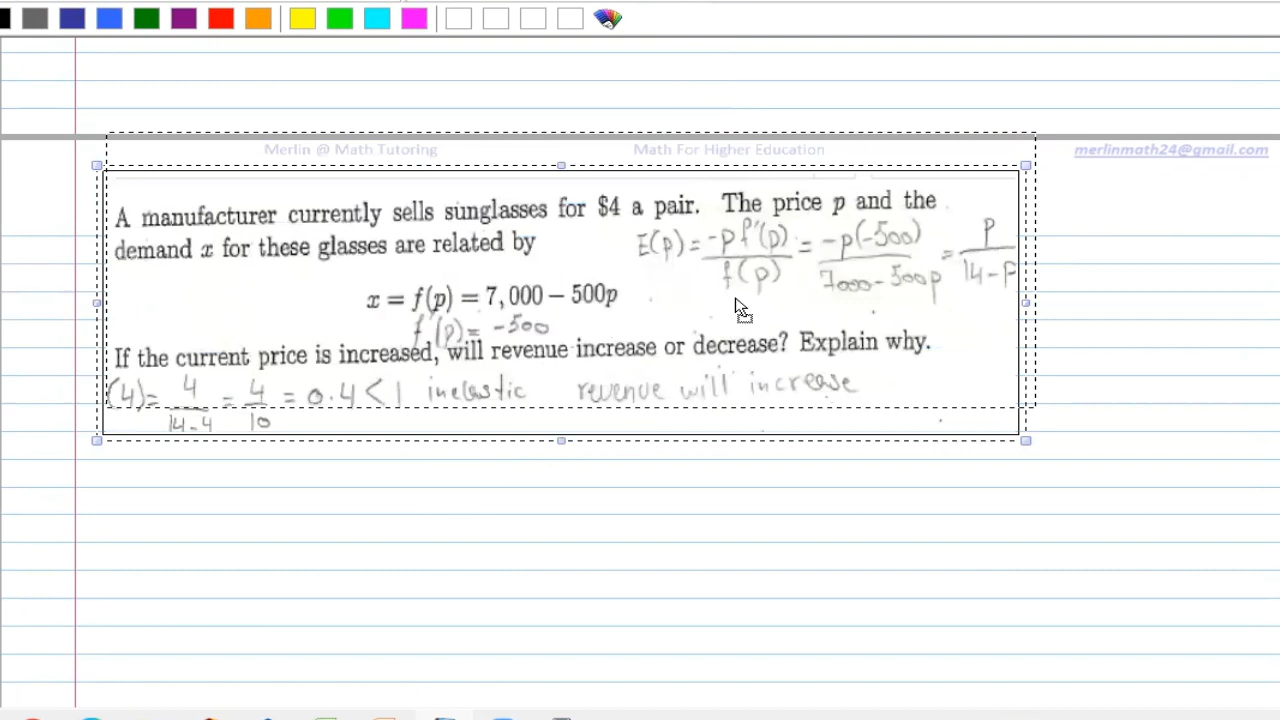 Merlin @ Math Tutoring Math For Higher Education merlinmath24@gmail.com
A manufacturer currently sells sunglasses for $4 a pair. The price p and the
demand x for these glasses are related by
E(p) = -p f'(p) / f(p) = -p(-500) / 7000-500p = p / 14-p
x = f(p) = 7,000 − 500p
f'(p) = -500
If the current price is increased, will revenue increase or decrease? Explain why.
(4) = 4 / 14-4 = 4 / 10 = 0.4 < 1 inelastic revenue will increase